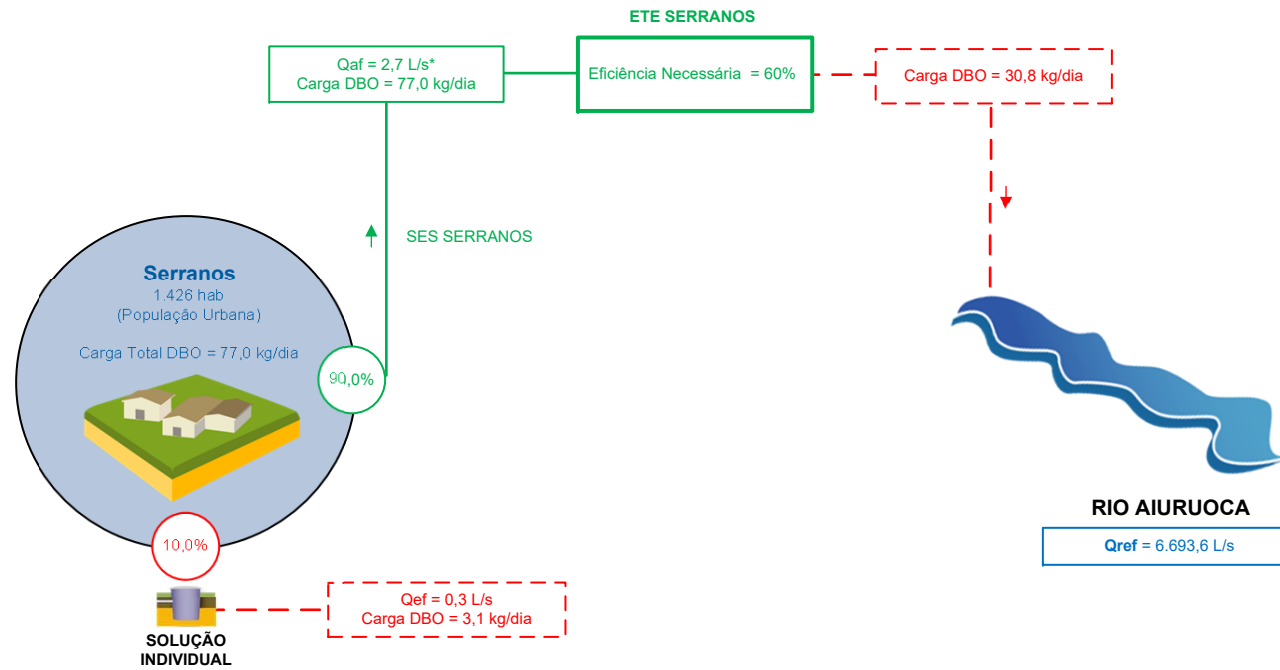 ETE SERRANOS
Qaf = 2,7 L/s*
Carga DBO = 77,0 kg/dia
Eficiência Necessária = 60%
Carga DBO = 30,8 kg/dia
SES SERRANOS
Serranos
1.426 hab
(População Urbana)
Carga Total DBO = 77,0 kg/dia
90,0%
RIO AIURUOCA
Qref = 6.693,6 L/s
10,0%
Qef = 0,3 L/s
Carga DBO = 3,1 kg/dia
SOLUÇÃO
INDIVIDUAL